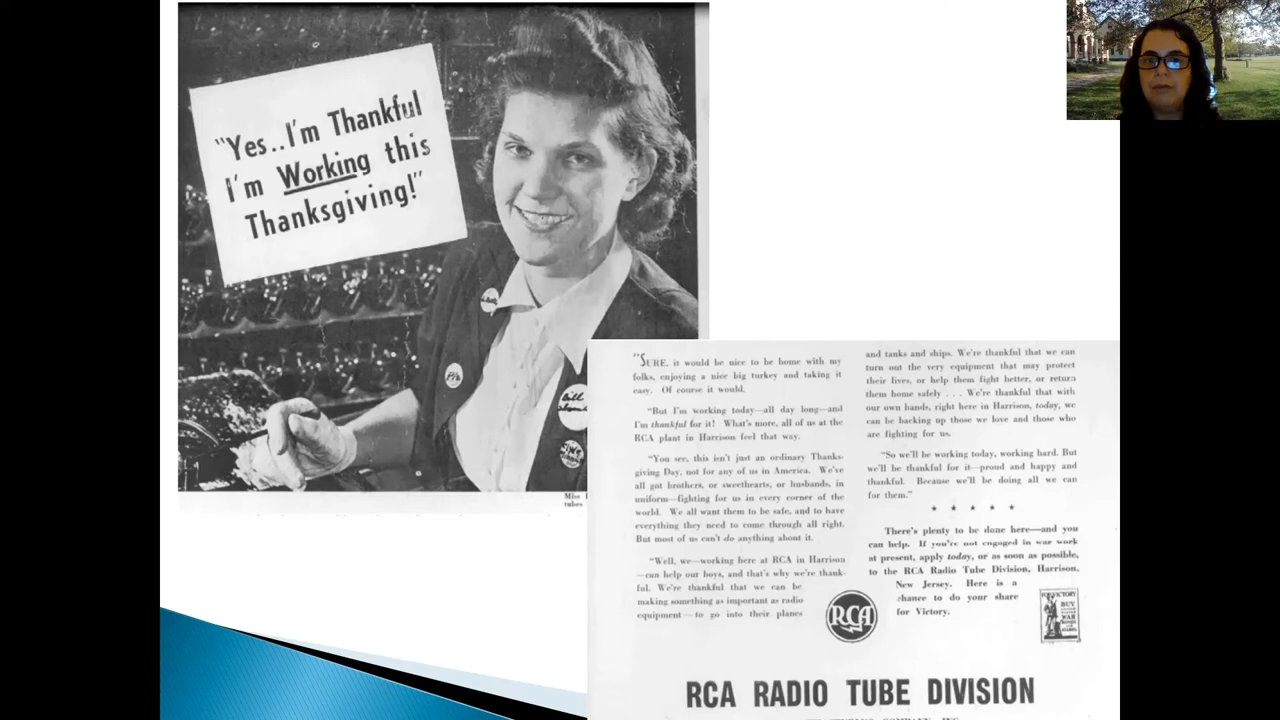 "Yes..I'm Thankful
I'm Working this
Thanksgiving!"
Miss
tubes
"SURE, it would be nice to be home with my
folks, enjoying a nice big turkey and taking it
easy. Of course it would.
"But I'm working today—all day long—and
I'm thankful for it! What's more, all of us at the
RCA plant in Harrison feel that way.
"You see, this isn't just an ordinary Thanks-
giving Day, not for any of us in America. We've
all got brothers, or sweethearts, or husbands, in
uniform—fighting for us in every corner of the
world. We all want them to be safe, and to have
everything they need to come through all right.
But most of us can't do anything about it.
"Well, we—working here at RCA in Harrison
—can help our boys, and that's why we're thank-
ful. We're thankful that we can be
making something as important as radio
equipment—to go into their planes
and tanks and ships. We're thankful that we can
turn out the very equipment that may protect
their lives, or help them fight better, or return
them home safely . . . We're thankful that with
our own hands, right here in Harrison, today, we
can be backing up those we love and those who
are fighting for us.
"So we'll be working today, working hard. But
we'll be thankful for it—proud and happy and
thankful. Because we'll be doing all we can
for them."
★ ★ ★ ★ ★
There's plenty to be done here—and you
can help. If you're not engaged in war work
at present, apply today, or as soon as possible,
to the RCA Radio Tube Division, Harrison,
New Jersey. Here is a
chance to do your share
for Victory.
RCA
FOR VICTORY
BUY
WAR
BONDS
RCA RADIO TUBE DIVISION